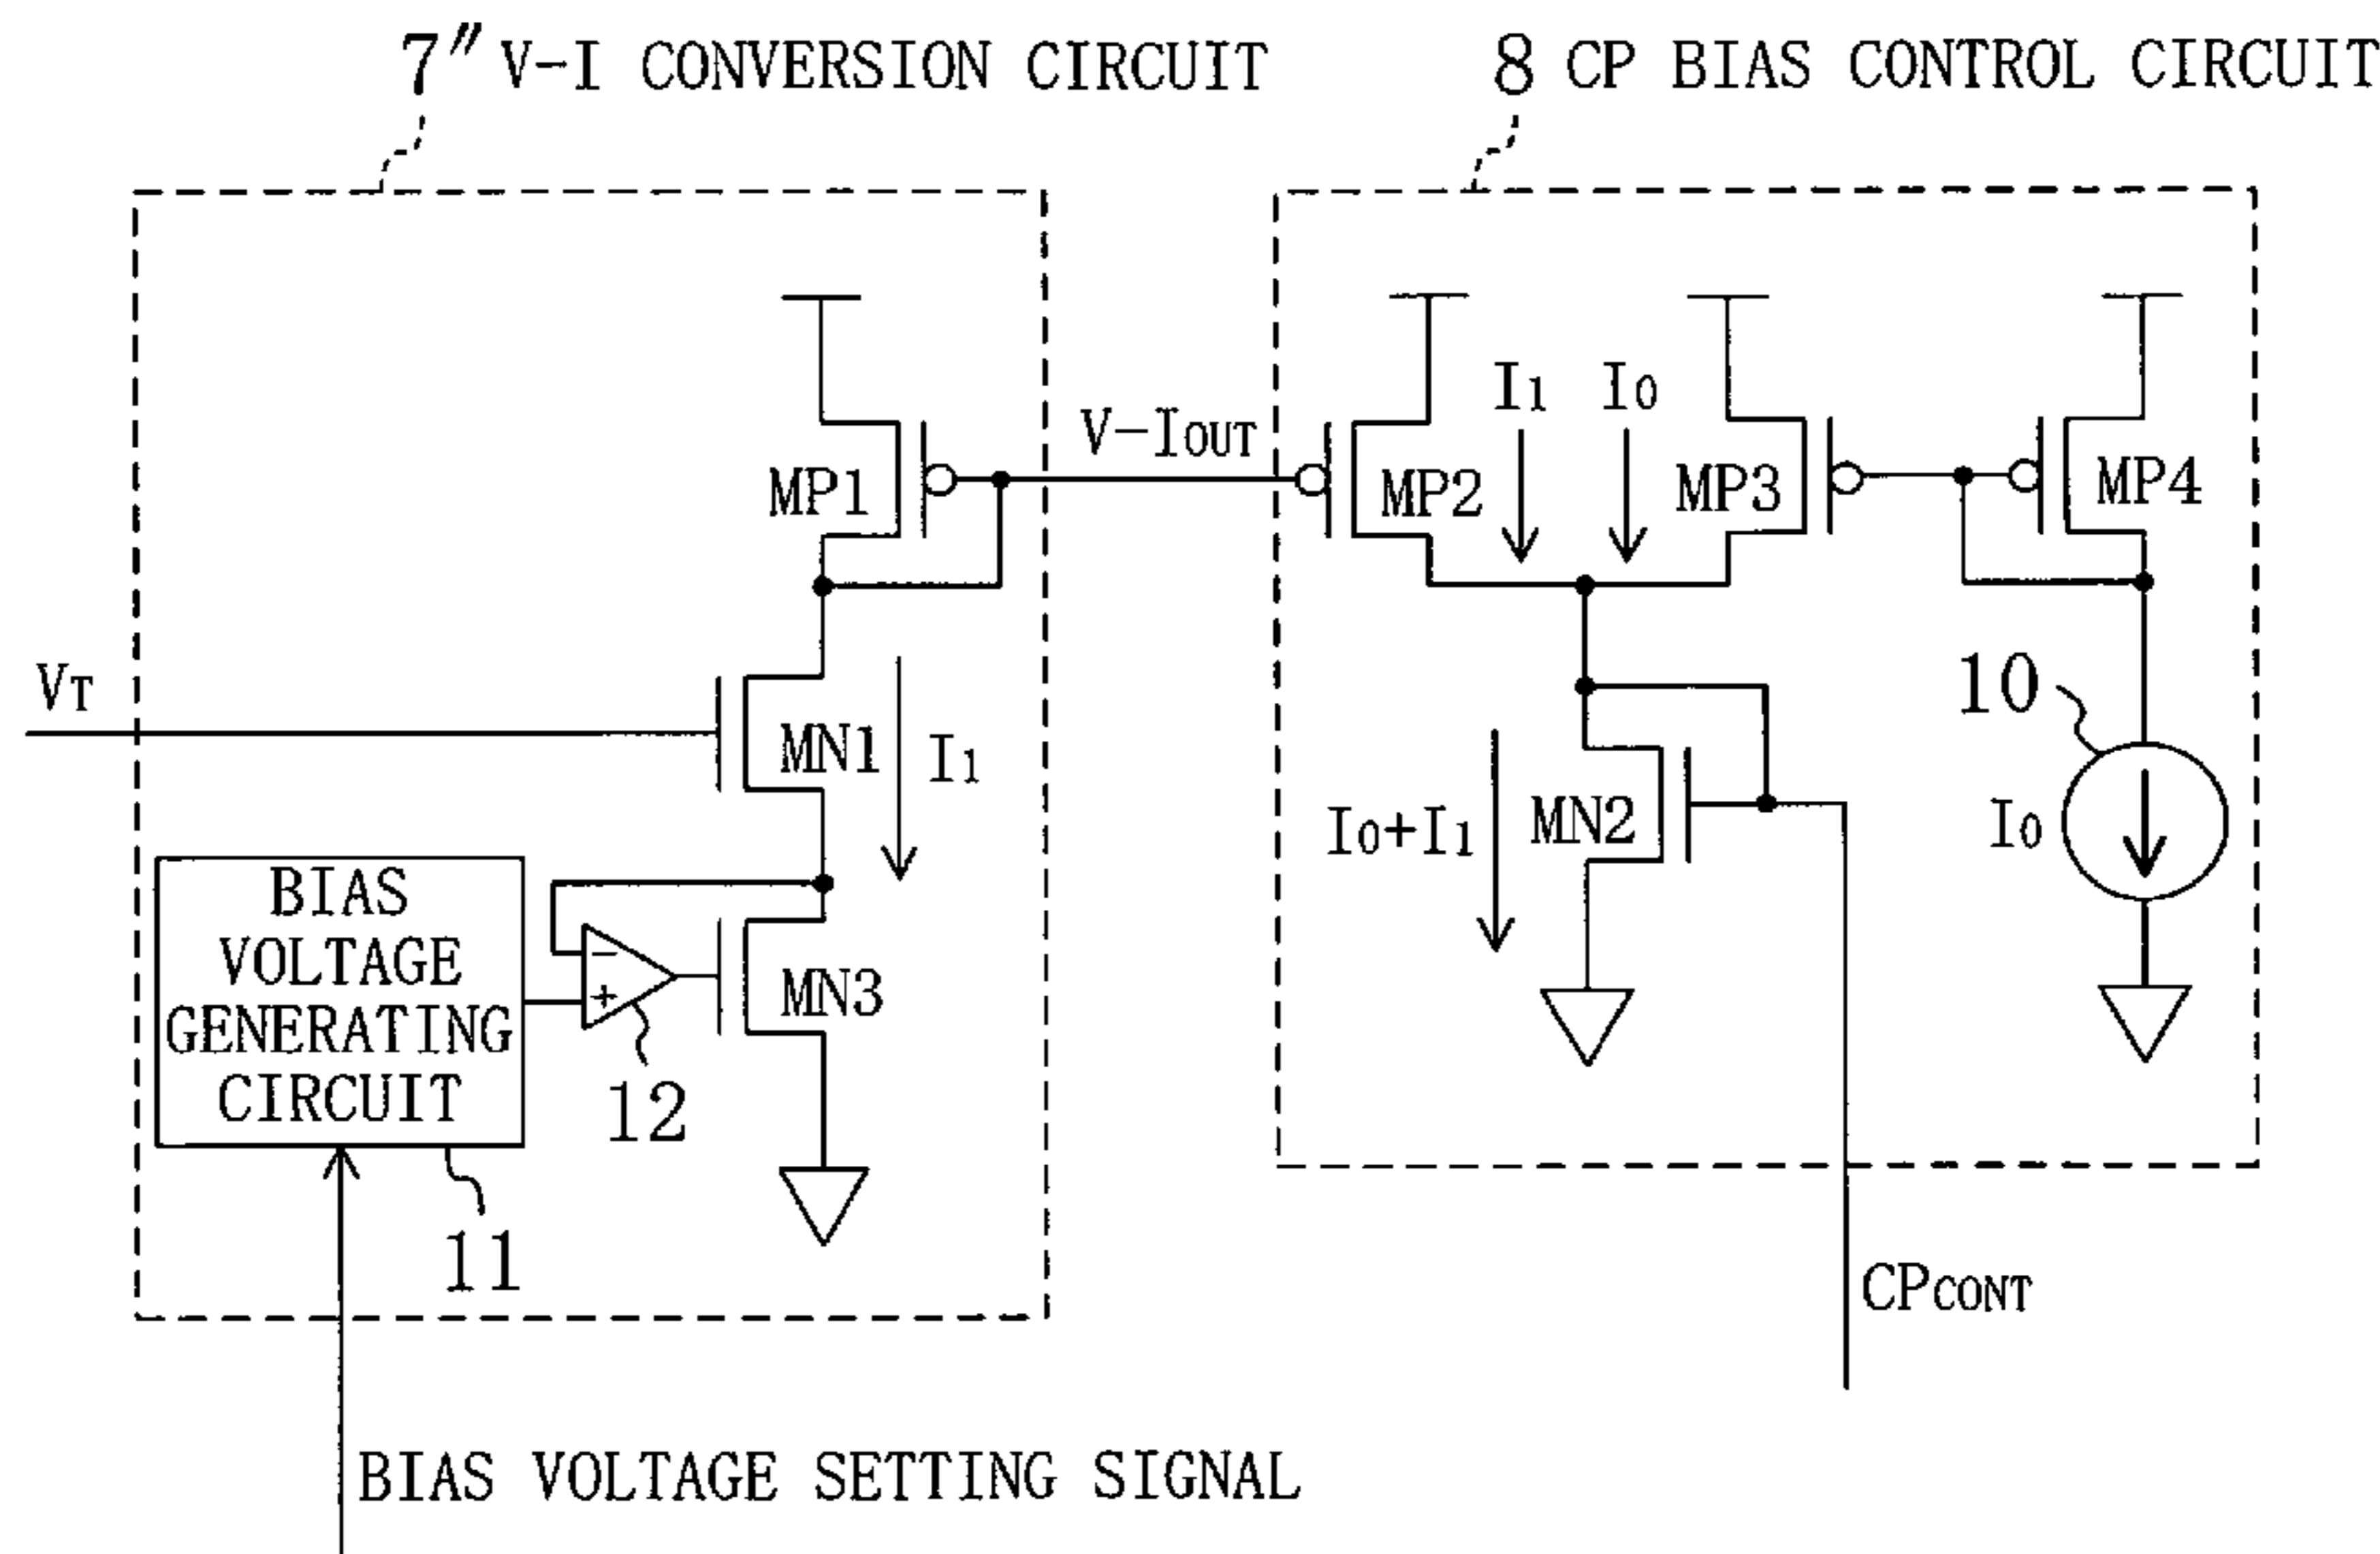 7″ V-I CONVERSION CIRCUIT
8 CP BIAS CONTROL CIRCUIT
I1 I0
V-IOUT
MP1
MP2
MP3
MP4
VT
MN1
I1
10
I0+I1
MN2
I0
BIAS
VOLTAGE
GENERATING
CIRCUIT
−
+
MN3
12
11
CPCONT
BIAS VOLTAGE SETTING SIGNAL